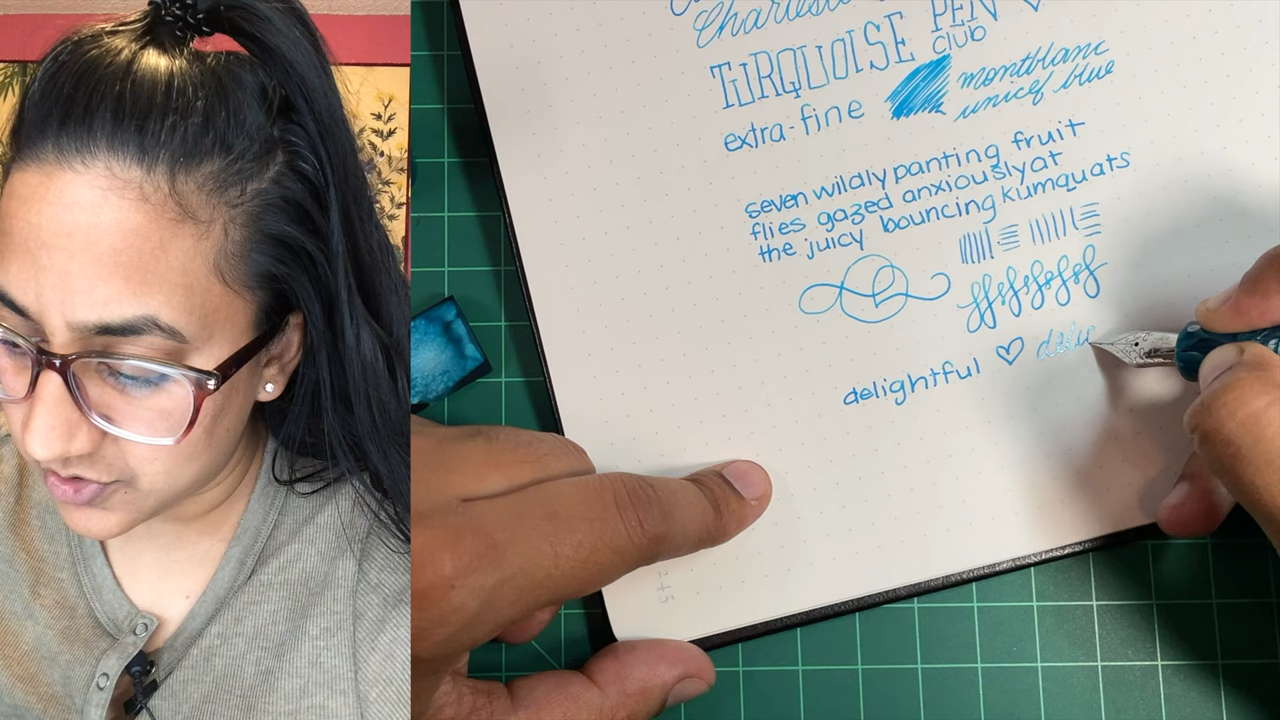 TURQUOISE PEN
club
extra-fine
montblanc
unicef blue
seven wildly panting fruit
flies gazed anxiously at
the juicy bouncing kumquats
delightful ♡
245